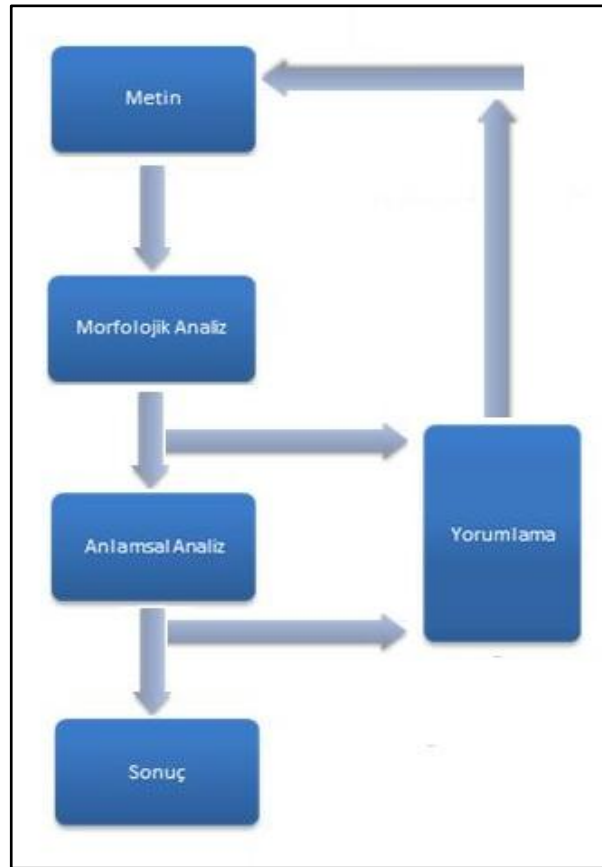 Metin
Morfolojik Analiz
Anlamsal Analiz
Yorumlama
Sonuç